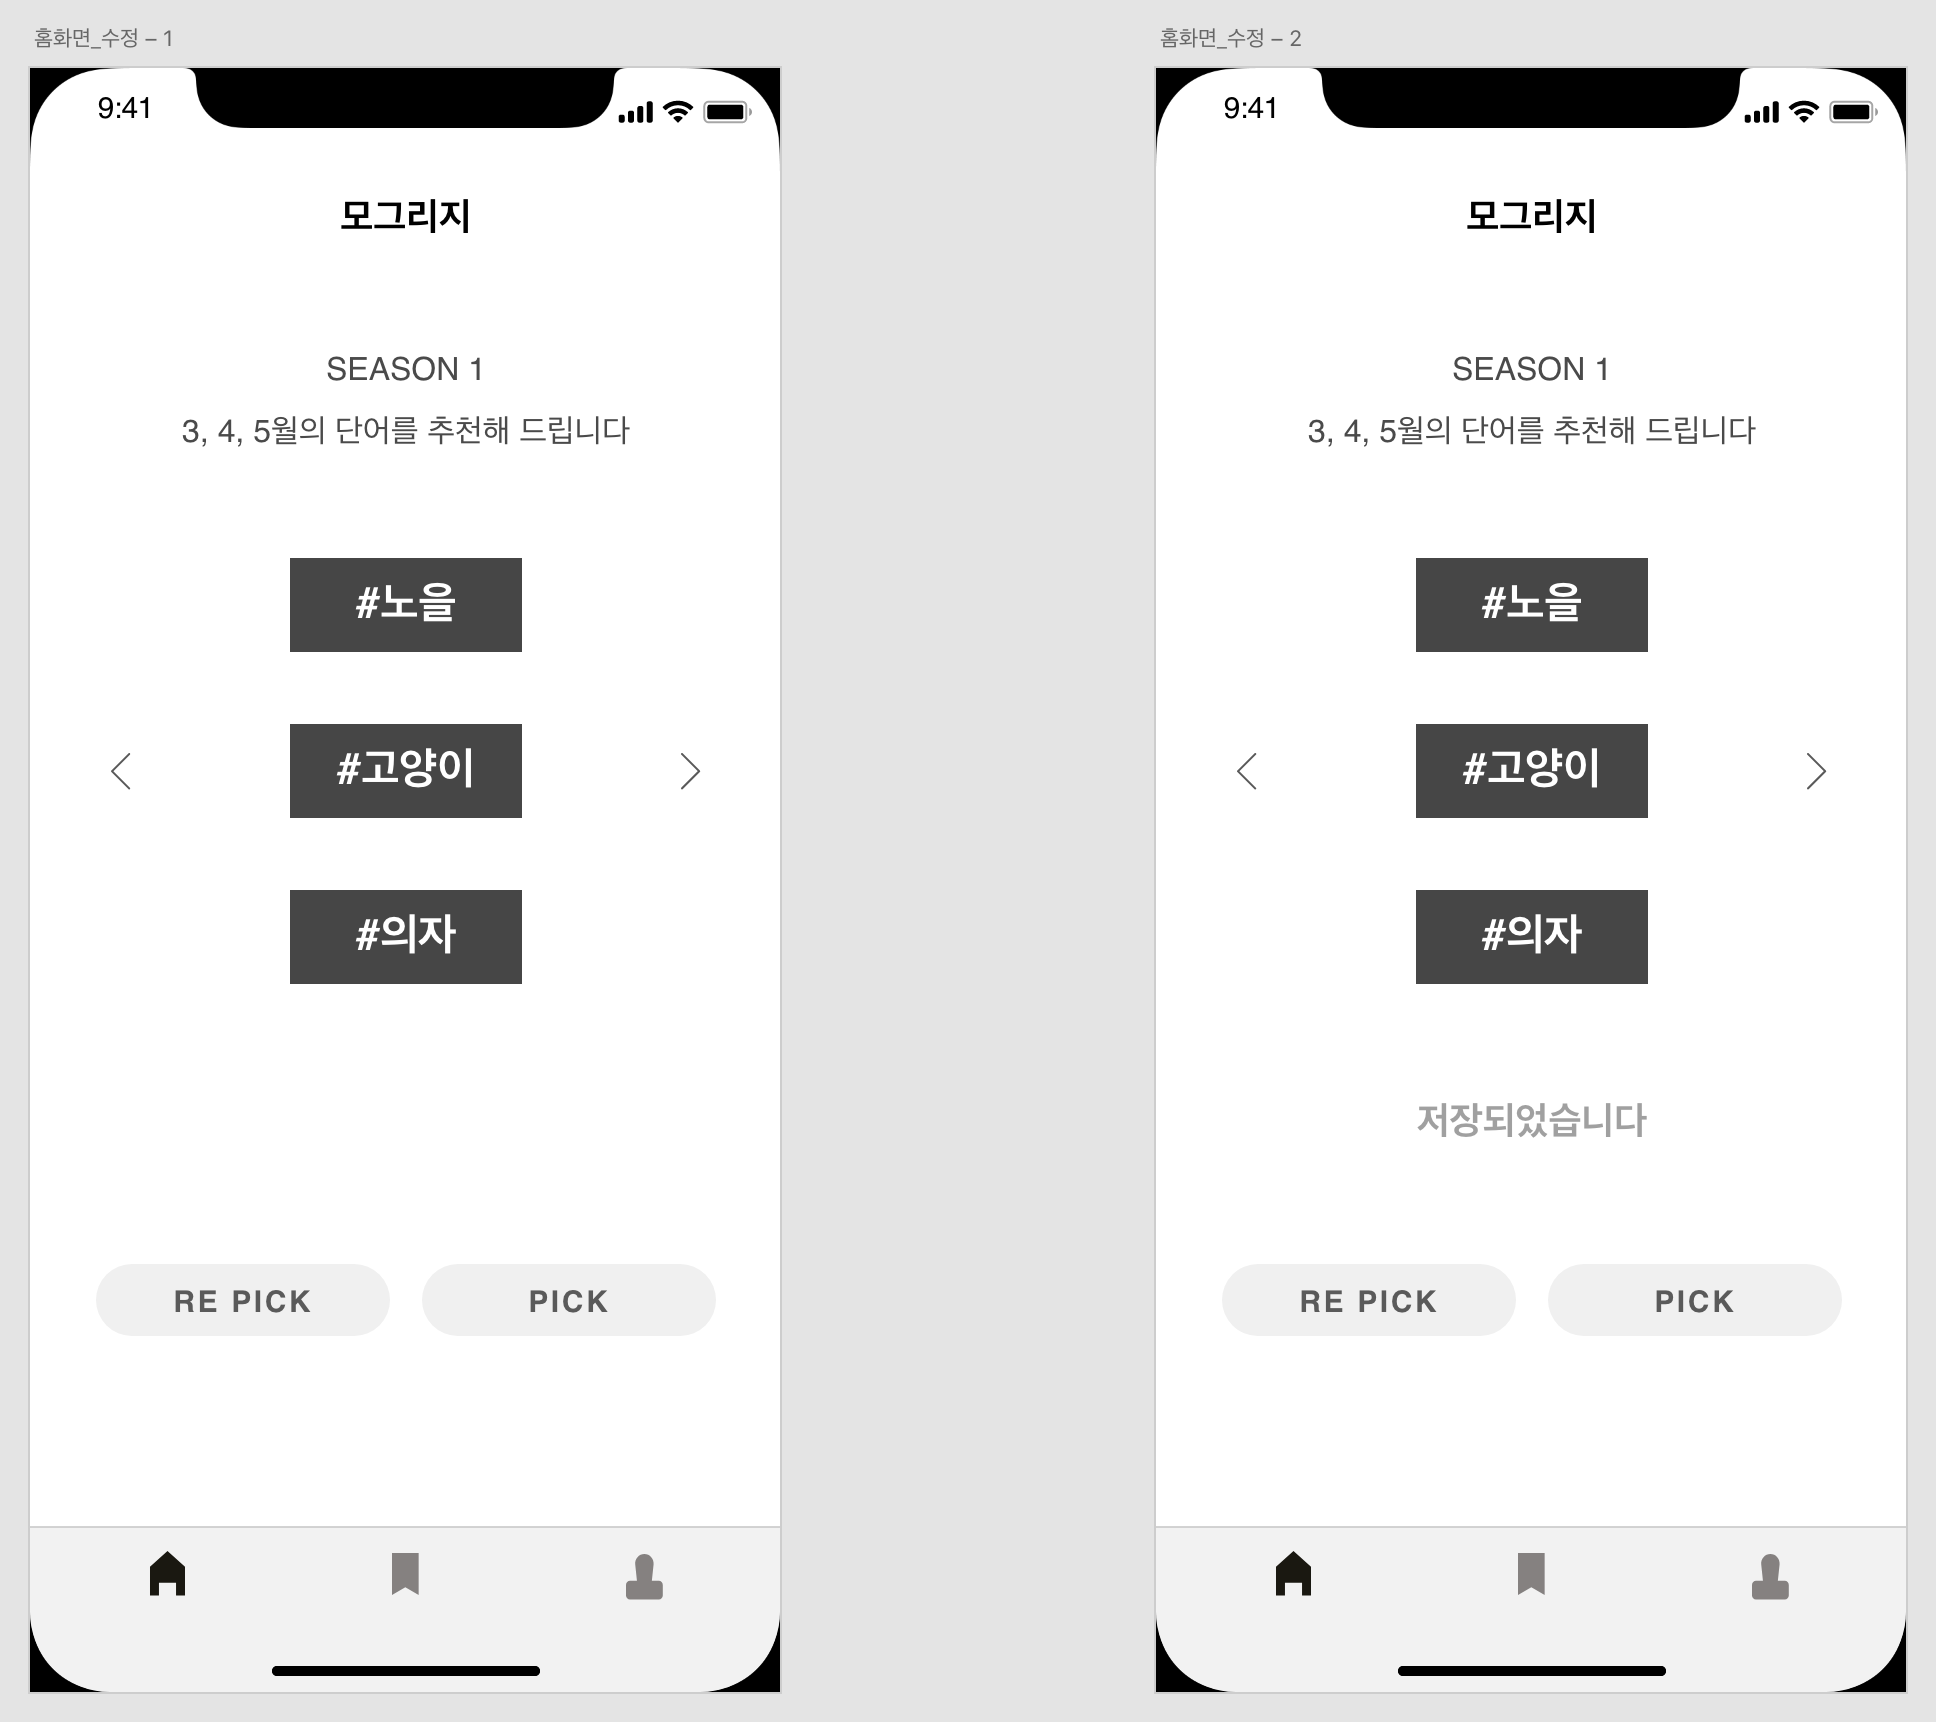 홈화면_수정 – 1
9:41
모그리지
SEASON 1
3, 4, 5월의 단어를 추천해 드립니다
#노을
#고양이
#의자
RE PICK
PICK
홈화면_수정 – 2
9:41
모그리지
SEASON 1
3, 4, 5월의 단어를 추천해 드립니다
#노을
#고양이
#의자
저장되었습니다
RE PICK
PICK